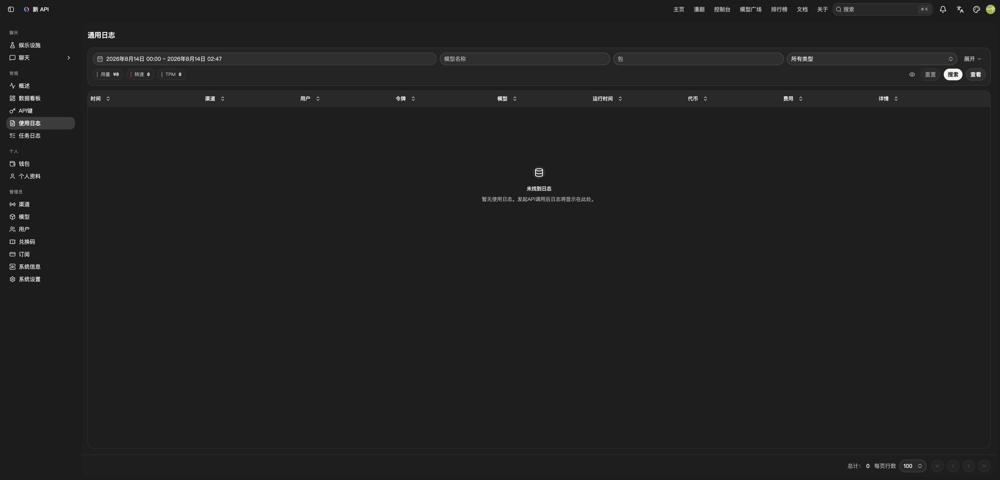 新 API
主页 漫剧 控制台 模型广场 排行榜 文档 关于 搜索 ⌘ K 一个
聊天
娱乐设施
聊天
常规
概述
数据看板
API键
使用日志
任务日志
个人
钱包
个人资料
管理员
渠道
模型
用户
兑换码
订阅
系统信息
系统设置
通用日志
2026年8月14日 00:00 ~ 2026年8月14日 02:47 模型名称 包 所有类型 展开
用量 ¥0 转速 0 TPM 0 重置 搜索 查看
时间 渠道 用户 令牌 模型 运行时间 代币 费用 详情
未找到日志
暂无使用日志。发起API调用后日志将显示在此处。
总计： 0 每页行数 100